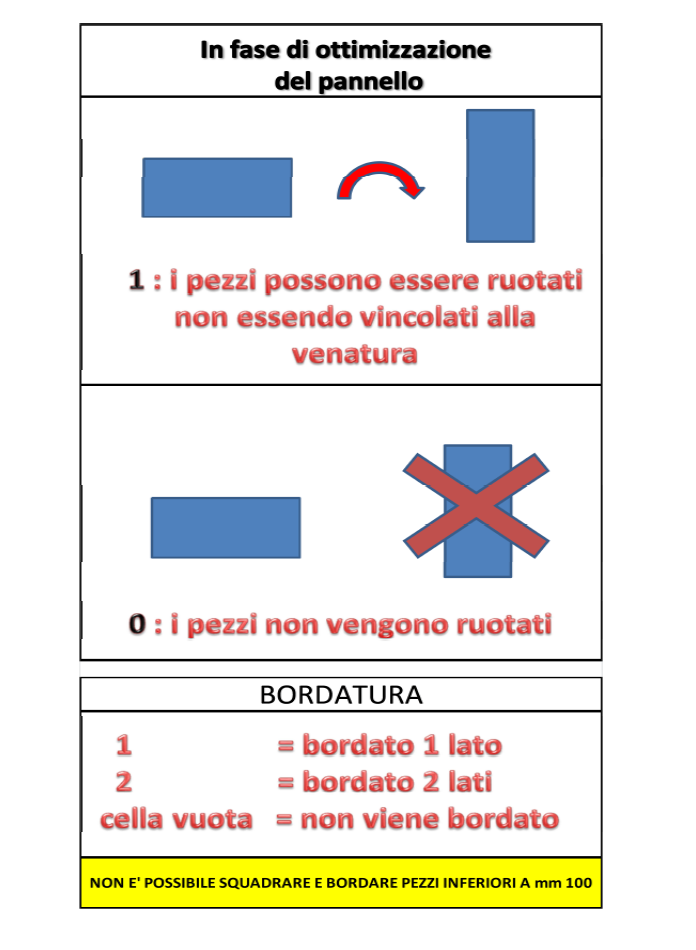 In fase di ottimizzazione
del pannello
1 : i pezzi possono essere ruotati
non essendo vincolati alla
venatura
0 : i pezzi non vengono ruotati
BORDATURA
1 = bordato 1 lato
2 = bordato 2 lati
cella vuota = non viene bordato
NON E' POSSIBILE SQUADRARE E BORDARE PEZZI INFERIORI A mm 100